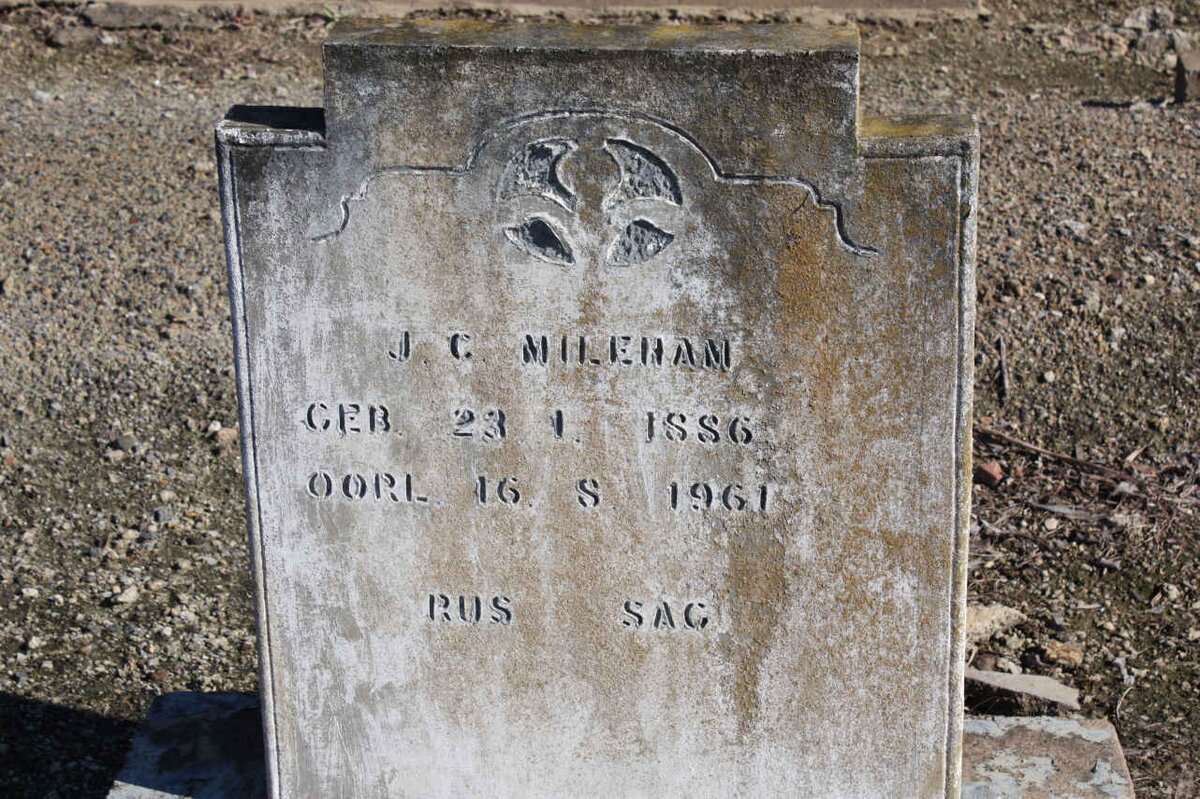 J. C. MILEHAM
GEB. 23. 1. 1886
OORL. 16. 8. 1961
RUS SAG